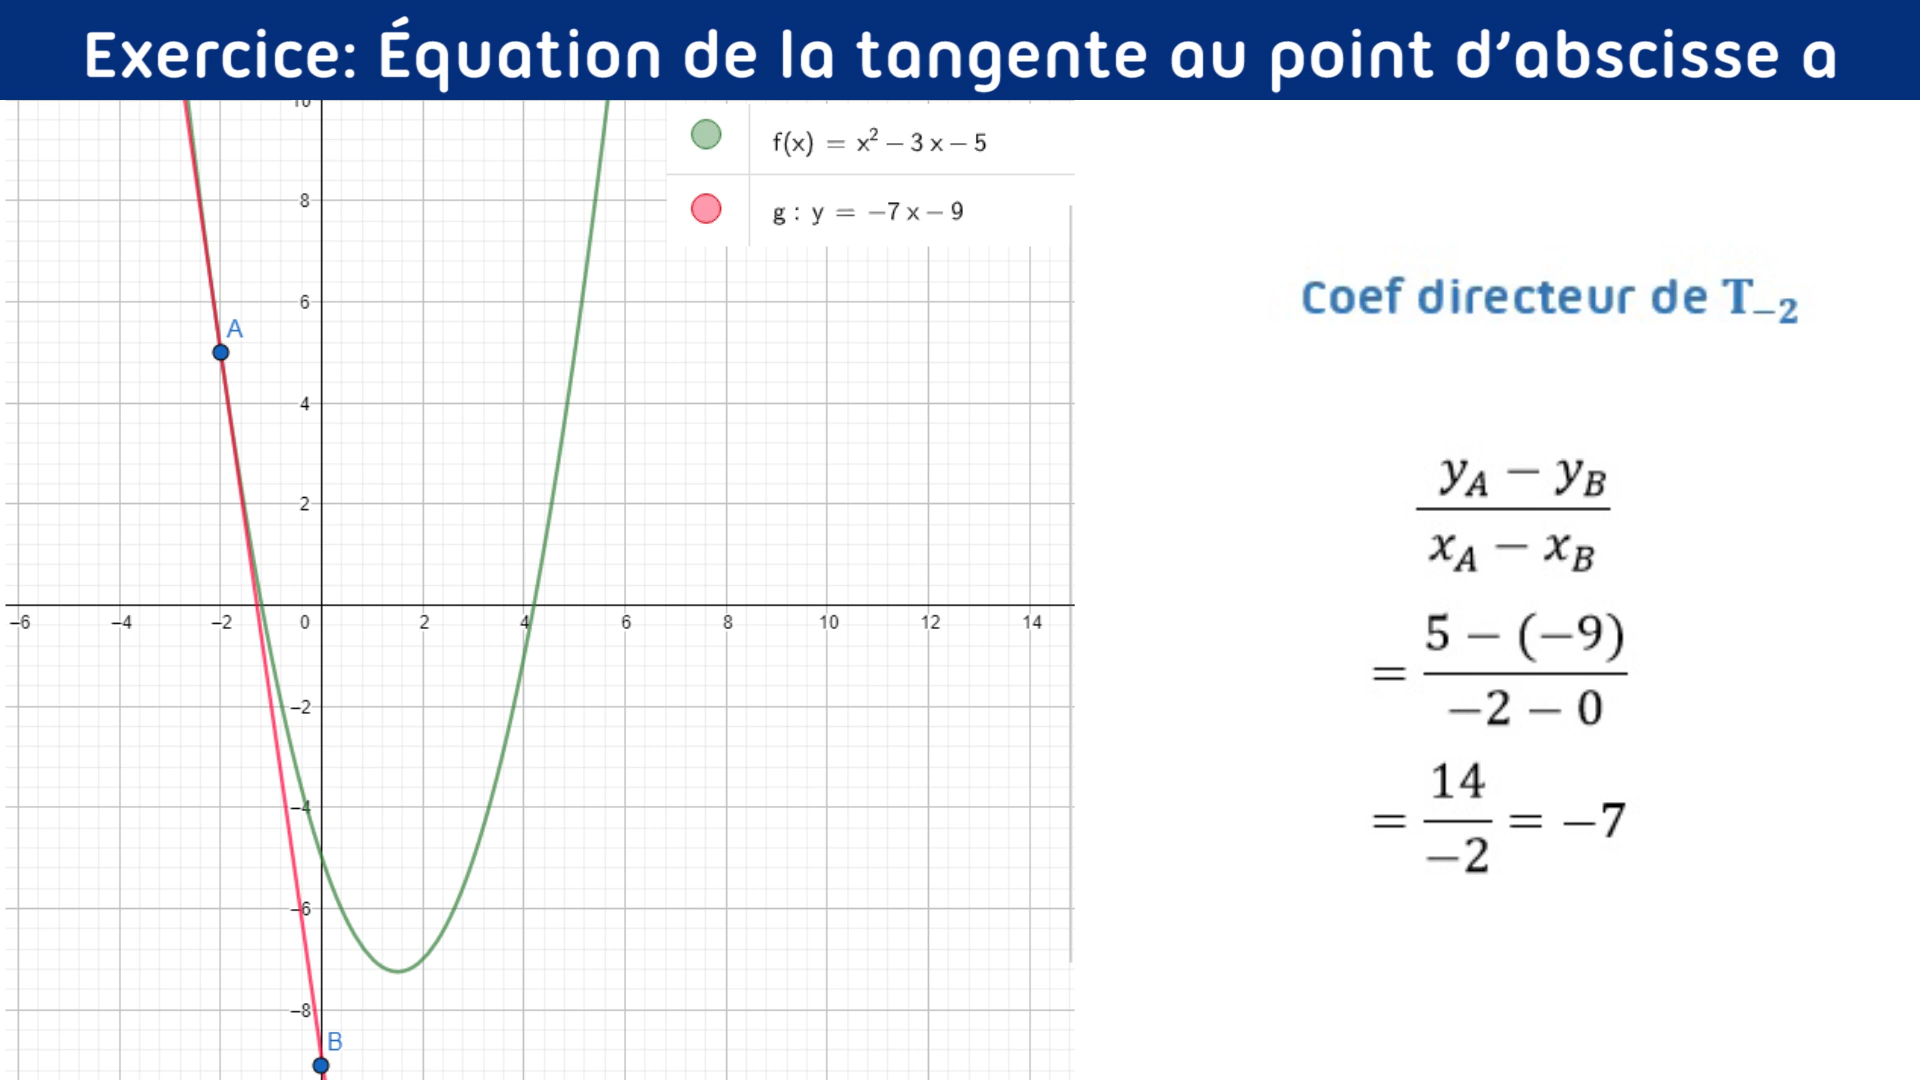 Exercice: Équation de la tangente au point d'abscisse a
f(x) = x² – 3 x – 5
g : y = –7 x – 9
10
8
6
4
2
–2
–4
–6
–8
–6 –4 –2 0 2 4 6 8 10 12 14
A
B
Coef directeur de T₋₂
y_A − y_B
x_A − x_B
= 5 − (−9)
−2 − 0
= 14 = −7
−2